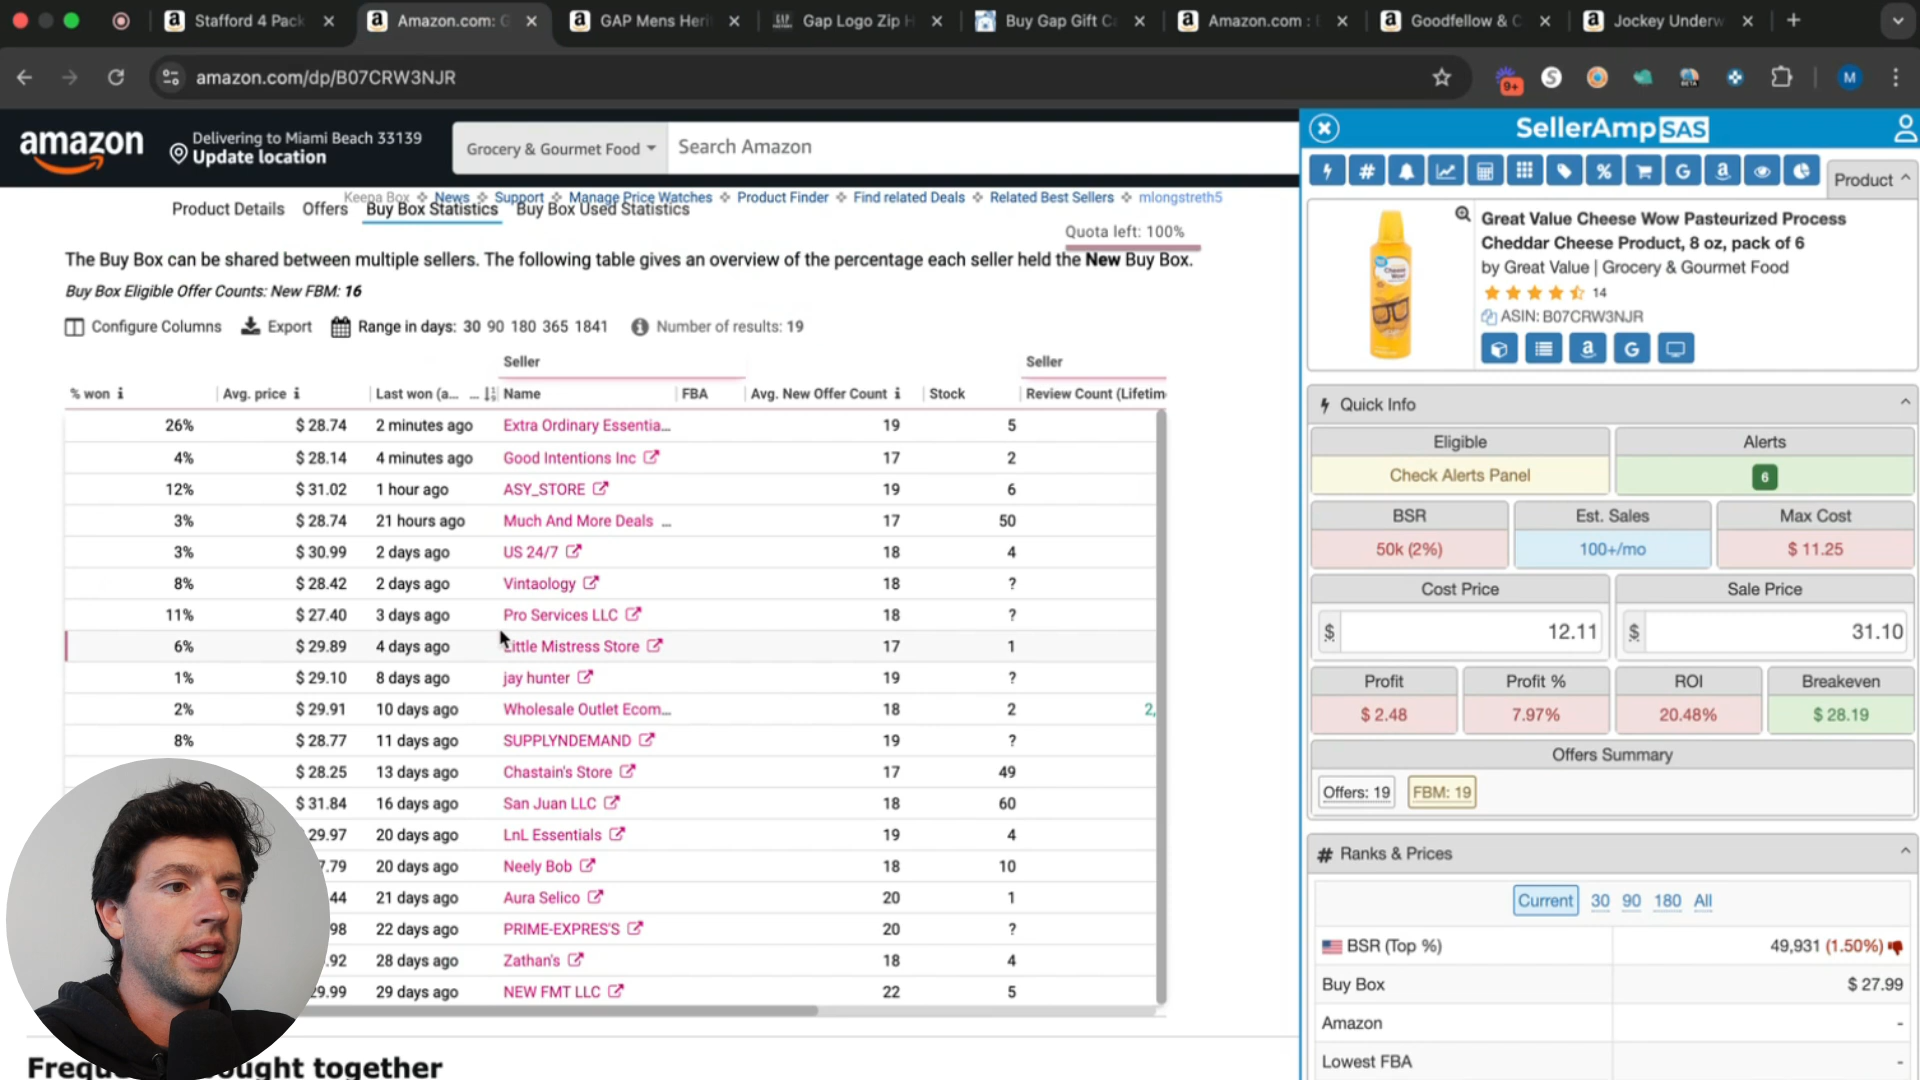 Stafford 4 Pack
Amazon.com: G
GAP Mens Heri
Gap Logo Zip H
Buy Gap Gift C
Amazon.com :
Goodfellow & C
Jockey Underw
amazon.com/dp/B07CRW3NJR
9+
BETA
M
amazon
Delivering to Miami Beach 33139
Update location
Grocery & Gourmet Food
Search Amazon
Keepa Box News Support Manage Price Watches Product Finder Find related Deals Related Best Sellers mlongstreth5
Product Details Offers Buy Box Statistics Buy Box Used Statistics
Quota left: 100%
The Buy Box can be shared between multiple sellers. The following table gives an overview of the percentage each seller held the New Buy Box.
Buy Box Eligible Offer Counts: New FBM: 16
Configure Columns Export Range in days: 30 90 180 365 1841 Number of results: 19
Seller Seller
% won Avg. price Last won (a... ... Name FBA Avg. New Offer Count Stock Review Count (Lifetim
26% $ 28.74 2 minutes ago Extra Ordinary Essentia... 19 5
4% $ 28.14 4 minutes ago Good Intentions Inc 17 2
12% $ 31.02 1 hour ago ASY_STORE 19 6
3% $ 28.74 21 hours ago Much And More Deals ... 17 50
3% $ 30.99 2 days ago US 24/7 18 4
8% $ 28.42 2 days ago Vintaology 18 ?
11% $ 27.40 3 days ago Pro Services LLC 18 ?
6% $ 29.89 4 days ago Little Mistress Store 17 1
1% $ 29.10 8 days ago jay hunter 19 ?
2% $ 29.91 10 days ago Wholesale Outlet Ecom... 18 2 2,
8% $ 28.77 11 days ago SUPPLYNDEMAND 19 ?
$ 28.25 13 days ago Chastain's Store 17 49
$ 31.84 16 days ago San Juan LLC 18 60
29.97 20 days ago LnL Essentials 19 4
7.79 20 days ago Neely Bob 18 10
44 21 days ago Aura Selico 20 1
98 22 days ago PRIME-EXPRES'S 20 ?
.92 28 days ago Zathan's 18 4
29.99 29 days ago NEW FMT LLC 22 5
Frequ ought together
SellerAmp SAS
Product
Great Value Cheese Wow Pasteurized Process
Cheddar Cheese Product, 8 oz, pack of 6
by Great Value | Grocery & Gourmet Food
14
ASIN: B07CRW3NJR
Quick Info
Eligible Alerts
Check Alerts Panel 6
BSR Est. Sales Max Cost
50k (2%) 100+/mo $ 11.25
Cost Price Sale Price
$ 12.11 $ 31.10
Profit Profit % ROI Breakeven
$ 2.48 7.97% 20.48% $ 28.19
Offers Summary
Offers: 19 FBM: 19
# Ranks & Prices
Current 30 90 180 All
BSR (Top %) 49,931 (1.50%)
Buy Box $ 27.99
Amazon -
Lowest FBA -